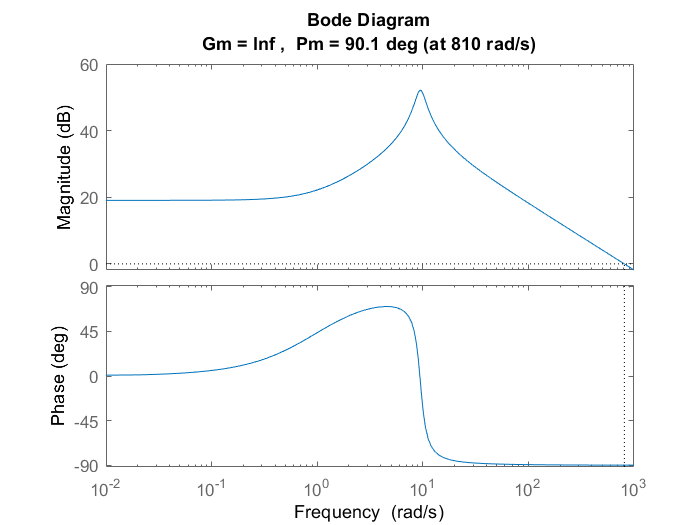 Bode Diagram
Gm = Inf ,  Pm = 90.1 deg (at 810 rad/s)
Magnitude (dB)
60
40
20
0
Phase (deg)
90
45
0
-45
-90
10^-2 10^-1 10^0 10^1 10^2 10^3
Frequency  (rad/s)